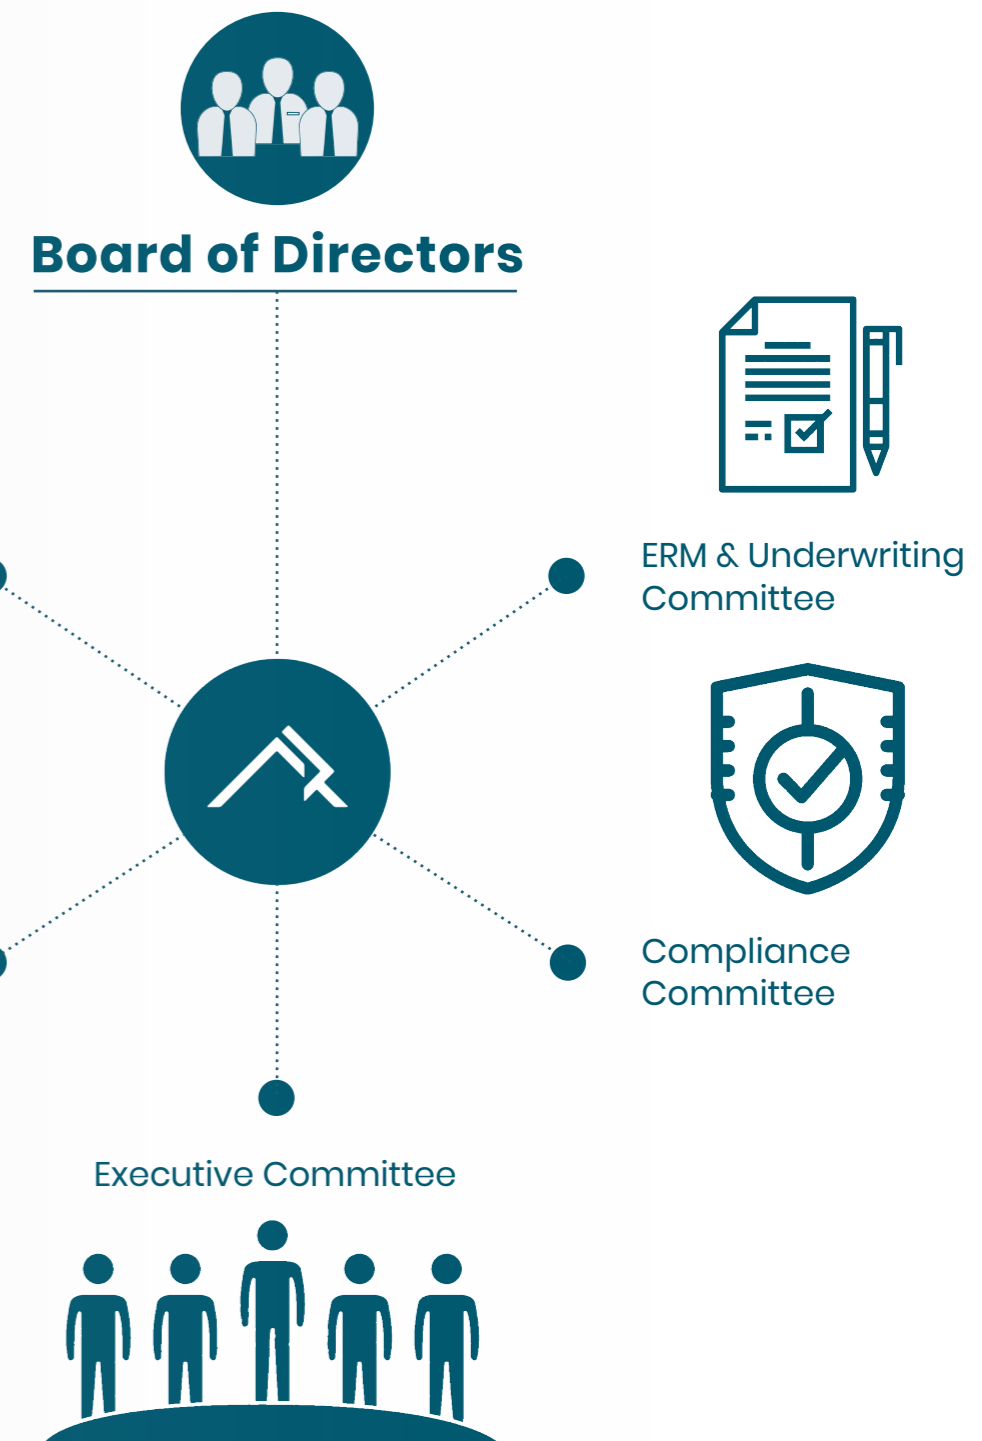 Board of Directors
ERM & Underwriting
Committee
Compliance
Committee
Executive Committee